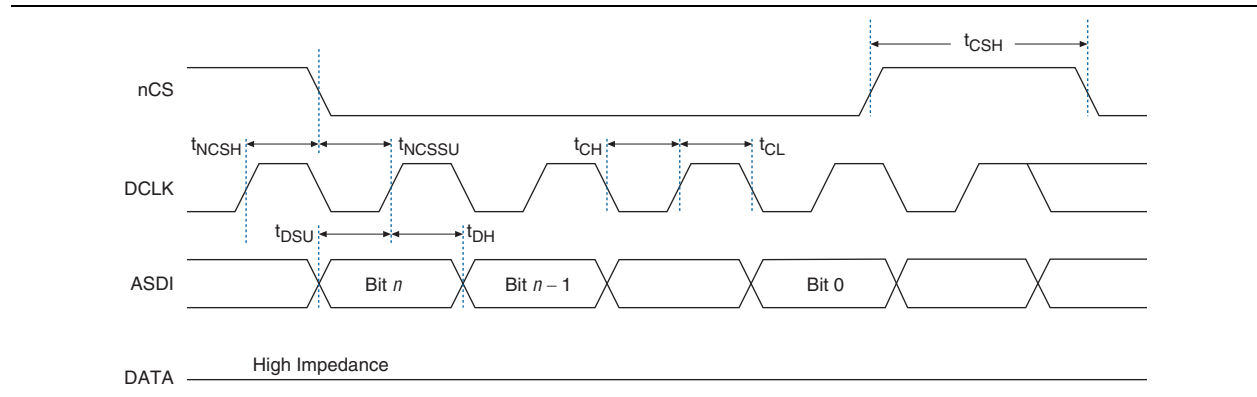 tCSH
nCS
tNCSH
tNCSSU
tCH
tCL
DCLK
tDSU
tDH
ASDI
Bit n
Bit n – 1
Bit 0
High Impedance
DATA